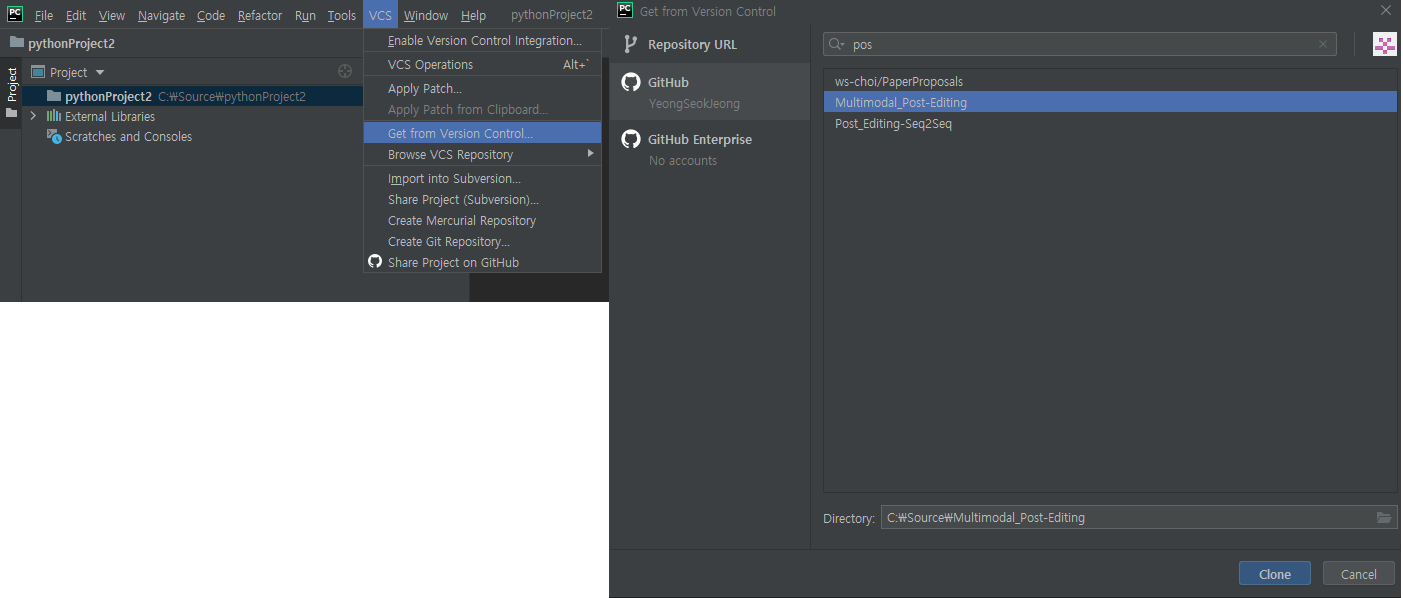 PC File Edit View Navigate Code Refactor Run Tools VCS Window Help pythonProject2
pythonProject2
Project
Project
pythonProject2 C:₩Source₩pythonProject2
External Libraries
Scratches and Consoles
Enable Version Control Integration...
VCS Operations Alt+`
Apply Patch...
Apply Patch from Clipboard...
Get from Version Control...
Browse VCS Repository
Import into Subversion...
Share Project (Subversion)...
Create Mercurial Repository
Create Git Repository...
Share Project on GitHub
PC Get from Version Control
Repository URL
GitHub
YeongSeokJeong
GitHub Enterprise
No accounts
pos
ws-choi/PaperProposals
Multimodal_Post-Editing
Post_Editing-Seq2Seq
Directory: C:₩Source₩Multimodal_Post-Editing
Clone Cancel